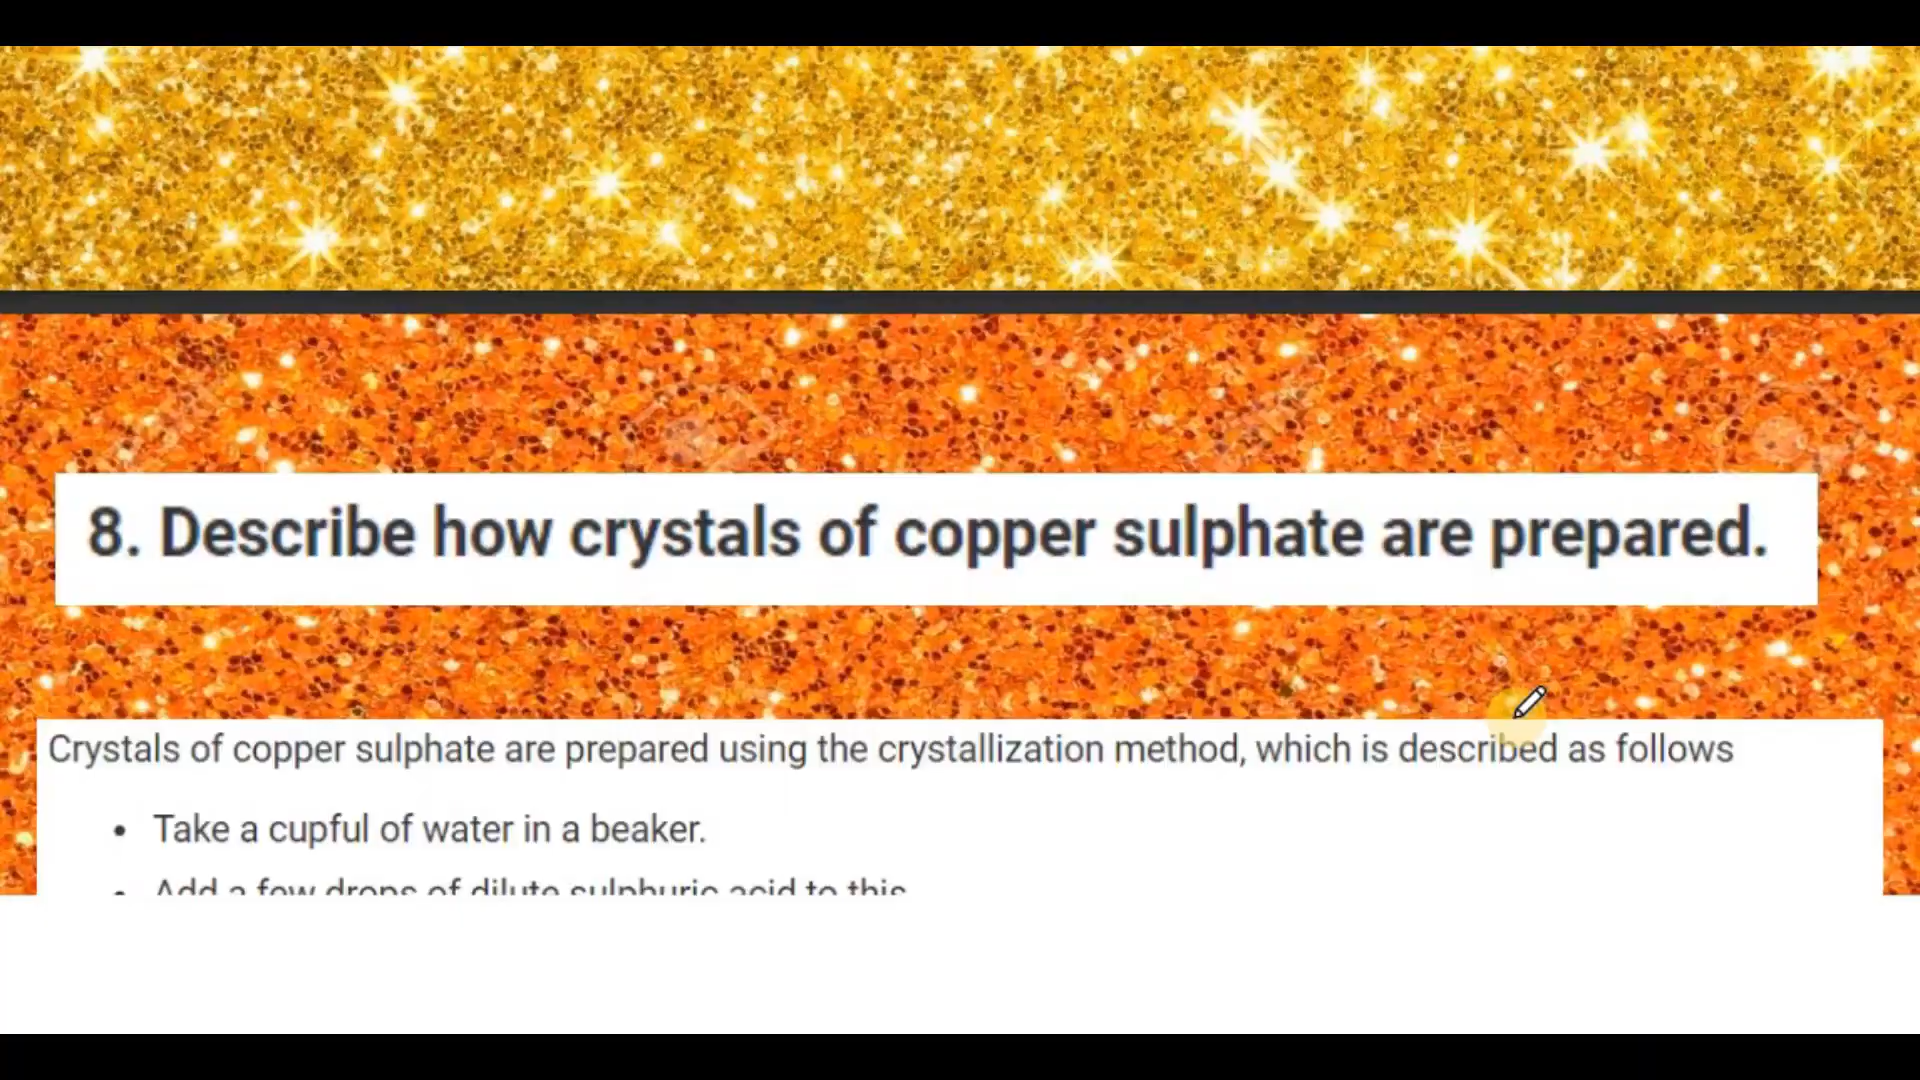 8. Describe how crystals of copper sulphate are prepared.
Crystals of copper sulphate are prepared using the crystallization method, which is described as follows
• Take a cupful of water in a beaker.
• Add a few drops of dilute sulphuric acid to this